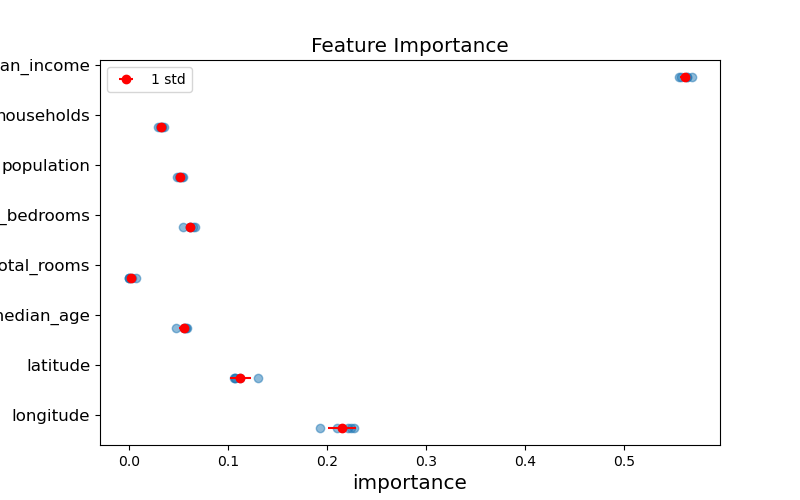 Feature Importance
1 std
an_income
households
population
_bedrooms
otal_rooms
median_age
latitude
longitude
0.0 0.1 0.2 0.3 0.4 0.5
importance